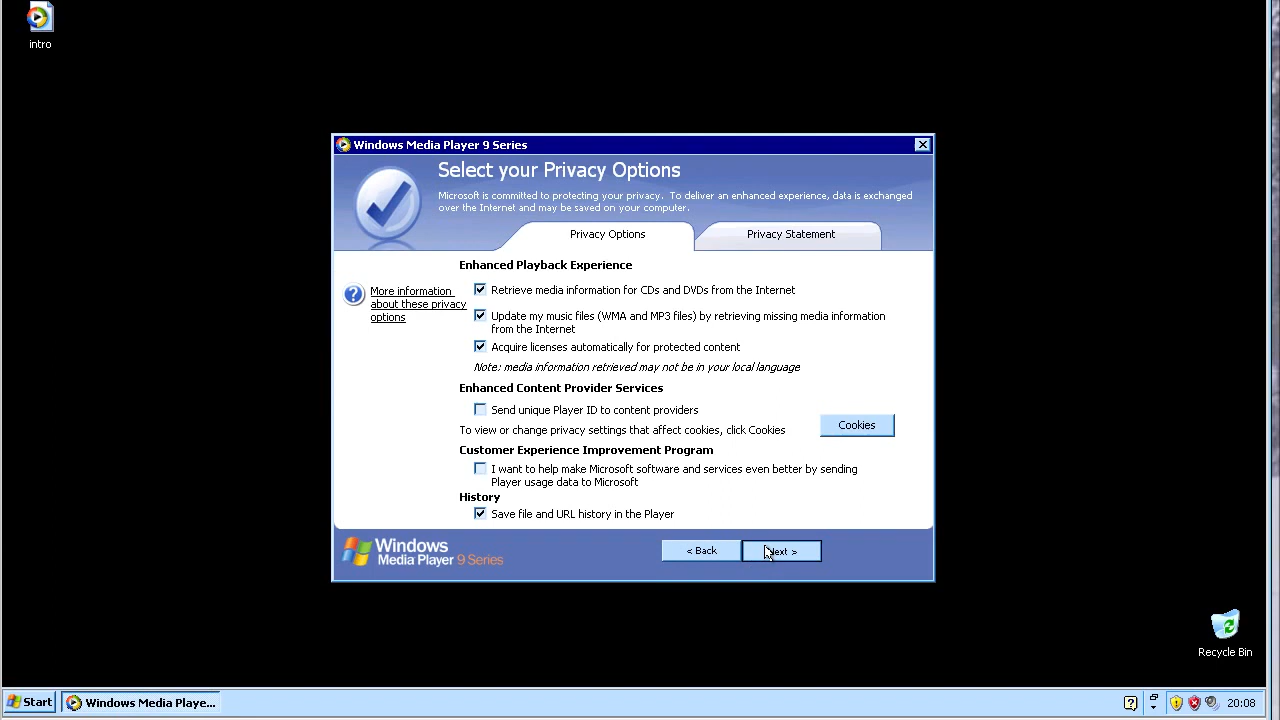 intro
Windows Media Player 9 Series
Select your Privacy Options
Microsoft is committed to protecting your privacy. To deliver an enhanced experience, data is exchanged
over the Internet and may be saved on your computer.
Privacy Options
Privacy Statement
More information
about these privacy
options
Enhanced Playback Experience
Retrieve media information for CDs and DVDs from the Internet
Update my music files (WMA and MP3 files) by retrieving missing media information
from the Internet
Acquire licenses automatically for protected content
Note: media information retrieved may not be in your local language
Enhanced Content Provider Services
Send unique Player ID to content providers
To view or change privacy settings that affect cookies, click Cookies
Cookies
Customer Experience Improvement Program
I want to help make Microsoft software and services even better by sending
Player usage data to Microsoft
History
Save file and URL history in the Player
Windows
Media Player 9 Series
< Back
Next >
Recycle Bin
Start
Windows Media Playe...
20:08